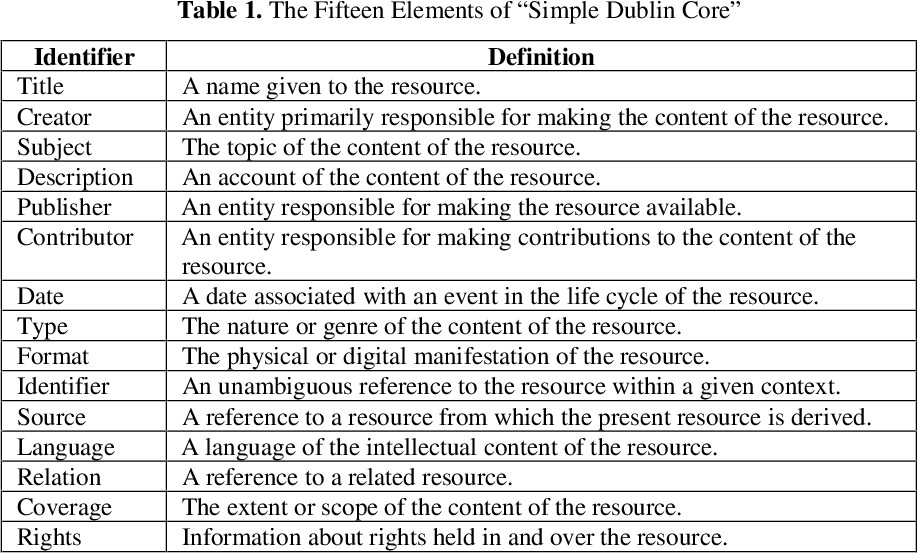 Table 1. The Fifteen Elements of “Simple Dublin Core”
Identifier Definition
Title A name given to the resource.
Creator An entity primarily responsible for making the content of the resource.
Subject The topic of the content of the resource.
Description An account of the content of the resource.
Publisher An entity responsible for making the resource available.
Contributor An entity responsible for making contributions to the content of the
resource.
Date A date associated with an event in the life cycle of the resource.
Type The nature or genre of the content of the resource.
Format The physical or digital manifestation of the resource.
Identifier An unambiguous reference to the resource within a given context.
Source A reference to a resource from which the present resource is derived.
Language A language of the intellectual content of the resource.
Relation A reference to a related resource.
Coverage The extent or scope of the content of the resource.
Rights Information about rights held in and over the resource.